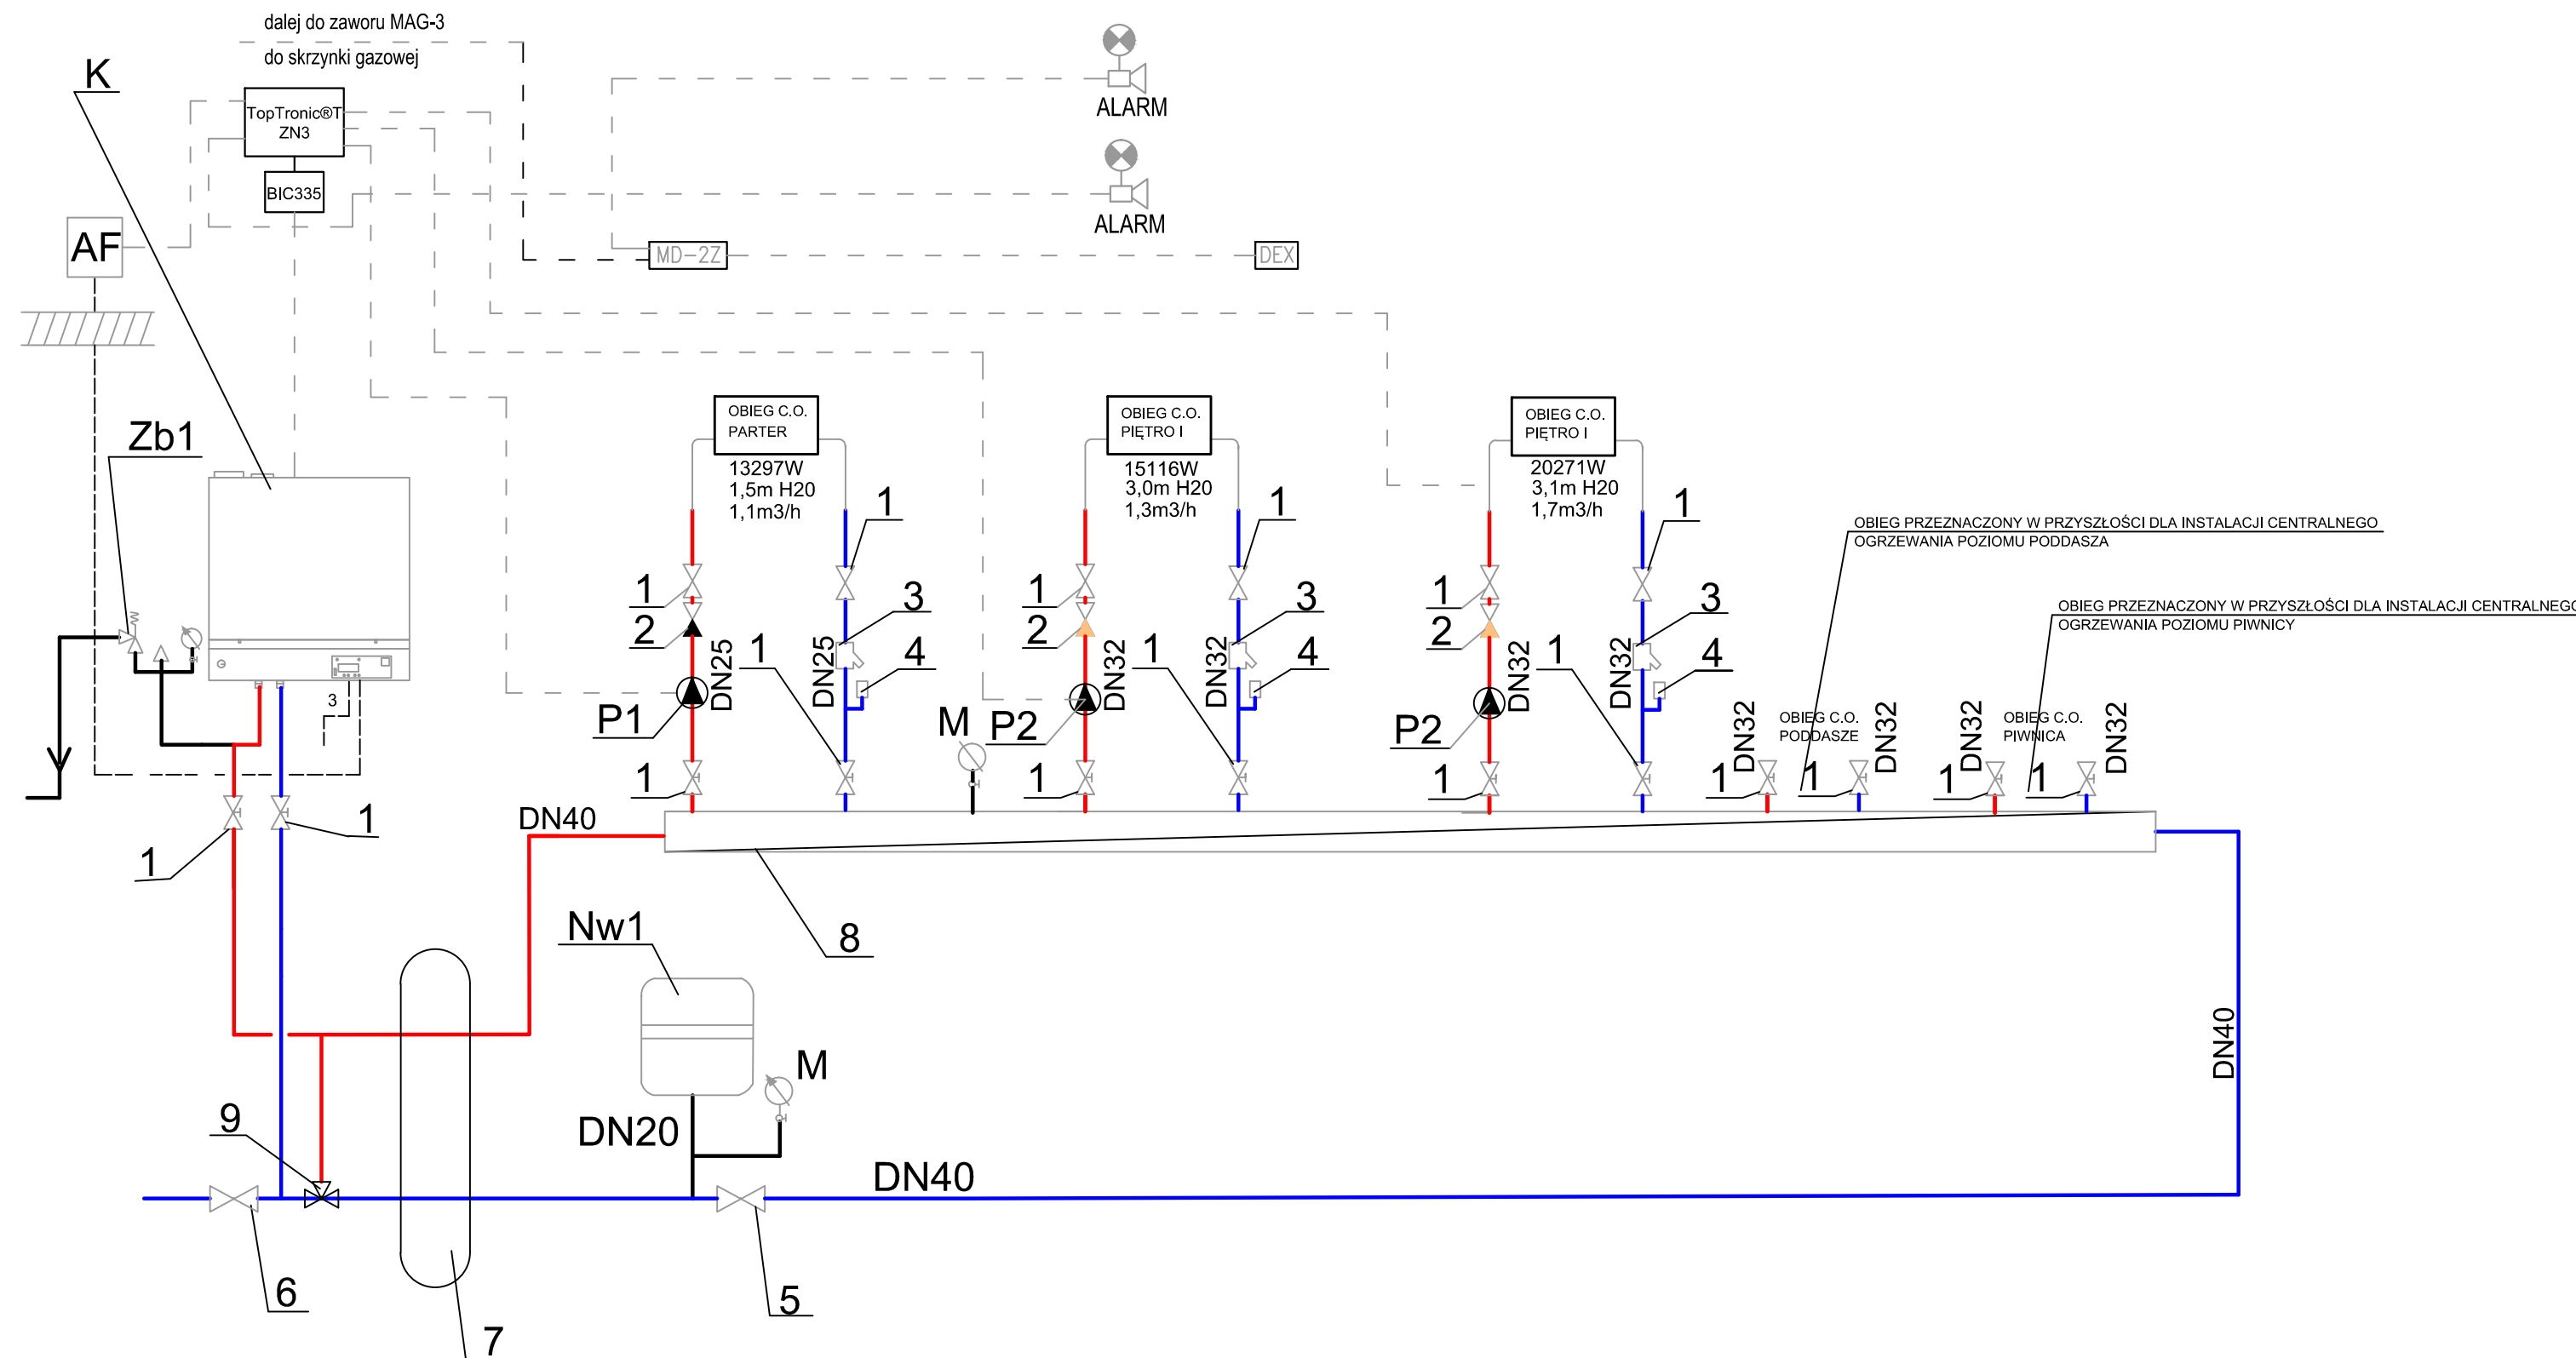 dalej do zaworu MAG-3
do skrzynki gazowej
K
TopTronic®T
ZN3
BIC335
AF
ALARM
ALARM
MD-2Z
DEX
Zb1
3
OBIEG C.O.
PARTER
13297W
1,5m H20
1,1m3/h
OBIEG C.O.
PIĘTRO I
15116W
3,0m H20
1,3m3/h
OBIEG C.O.
PIĘTRO I
20271W
3,1m H20
1,7m3/h
OBIEG PRZEZNACZONY W PRZYSZŁOŚCI DLA INSTALACJI CENTRALNEGO
OGRZEWANIA POZIOMU PODDASZA
OBIEG PRZEZNACZONY W PRZYSZŁOŚCI DLA INSTALACJI CENTRALNEGO
OGRZEWANIA POZIOMU PIWNICY
1
1
2
3
4
1
DN25
DN25
P1
1
M
1
1
2
3
4
1
DN32
DN32
P2
1
1
1
2
3
4
1
DN32
DN32
P2
1
DN32
OBIEG C.O.
PODDASZE
DN32
1
1
DN32
OBIEG C.O.
PIWNICA
DN32
1
1
1
1
DN40
8
Nw1
M
DN20
DN40
DN40
9
6
7
5